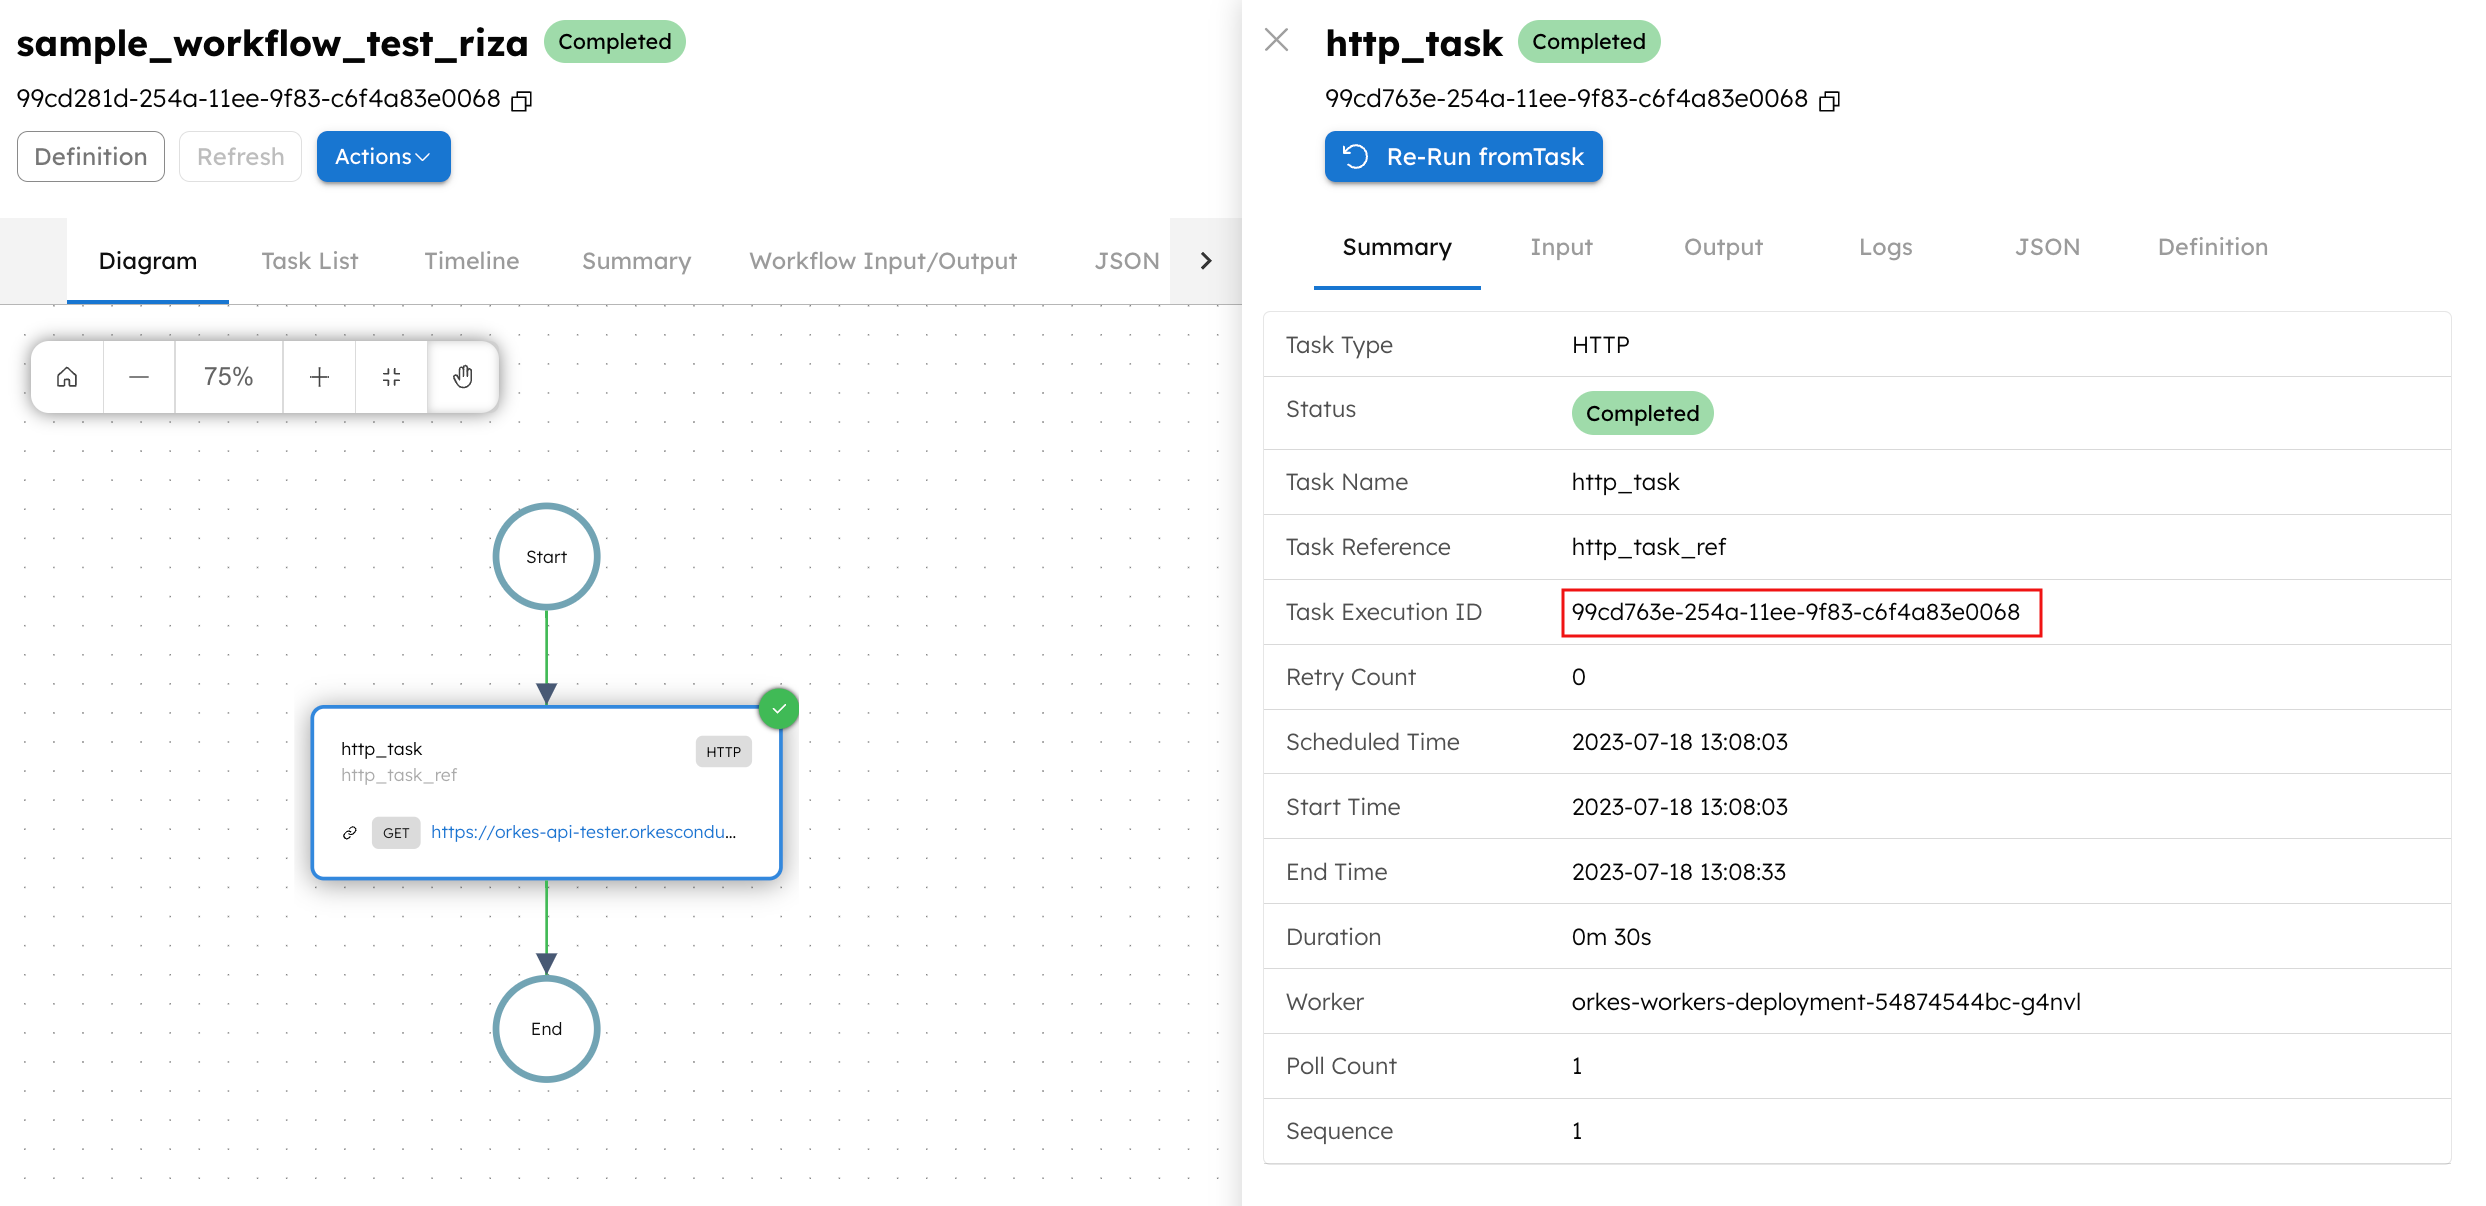 sample_workflow_test_riza Completed
99cd281d-254a-11ee-9f83-c6f4a83e0068
Definition Refresh Actions
Diagram Task List Timeline Summary Workflow Input/Output JSON
75%
Start
http_task HTTP
http_task_ref
GET https://orkes-api-tester.orkescondu...
End
http_task Completed
99cd763e-254a-11ee-9f83-c6f4a83e0068
Re-Run fromTask
Summary Input Output Logs JSON Definition
Task Type HTTP
Status Completed
Task Name http_task
Task Reference http_task_ref
Task Execution ID 99cd763e-254a-11ee-9f83-c6f4a83e0068
Retry Count 0
Scheduled Time 2023-07-18 13:08:03
Start Time 2023-07-18 13:08:03
End Time 2023-07-18 13:08:33
Duration 0m 30s
Worker orkes-workers-deployment-54874544bc-g4nvl
Poll Count 1
Sequence 1